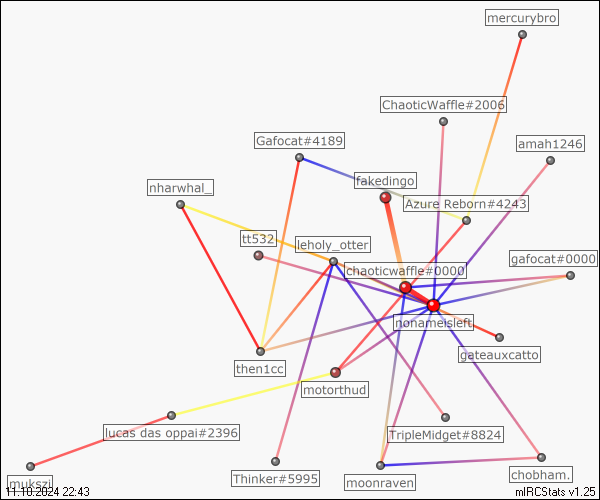 mercurybro
ChaoticWaffle#2006
Gafocat#4189
amah1246
fakedingo
nharwhal_
Azure Reborn#4243
tt532
leholy_otter
gafocat#0000
chaoticwaffle#0000
nonameisleft
gateauxcatto
then1cc
motorthud
lucas das oppai#2396
TripleMidget#8824
mukszi
Thinker#5995
moonraven
chobham.
11.10.2024 22:43
mIRCStats v1.25